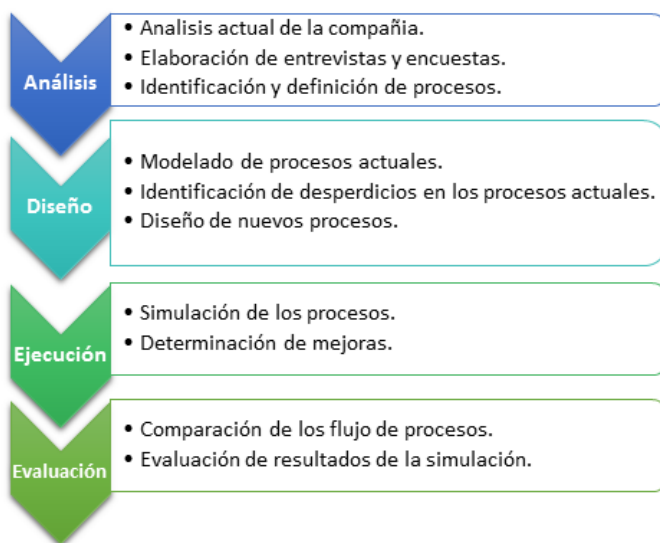 Análisis
• Analisis actual de la compañia.
• Elaboración de entrevistas y encuestas.
• Identificación y definición de procesos.
Diseño
• Modelado de procesos actuales.
• Identificación de desperdicios en los procesos actuales.
• Diseño de nuevos procesos.
Ejecución
• Simulación de los procesos.
• Determinación de mejoras.
Evaluación
• Comparación de los flujo de procesos.
• Evaluación de resultados de la simulación.